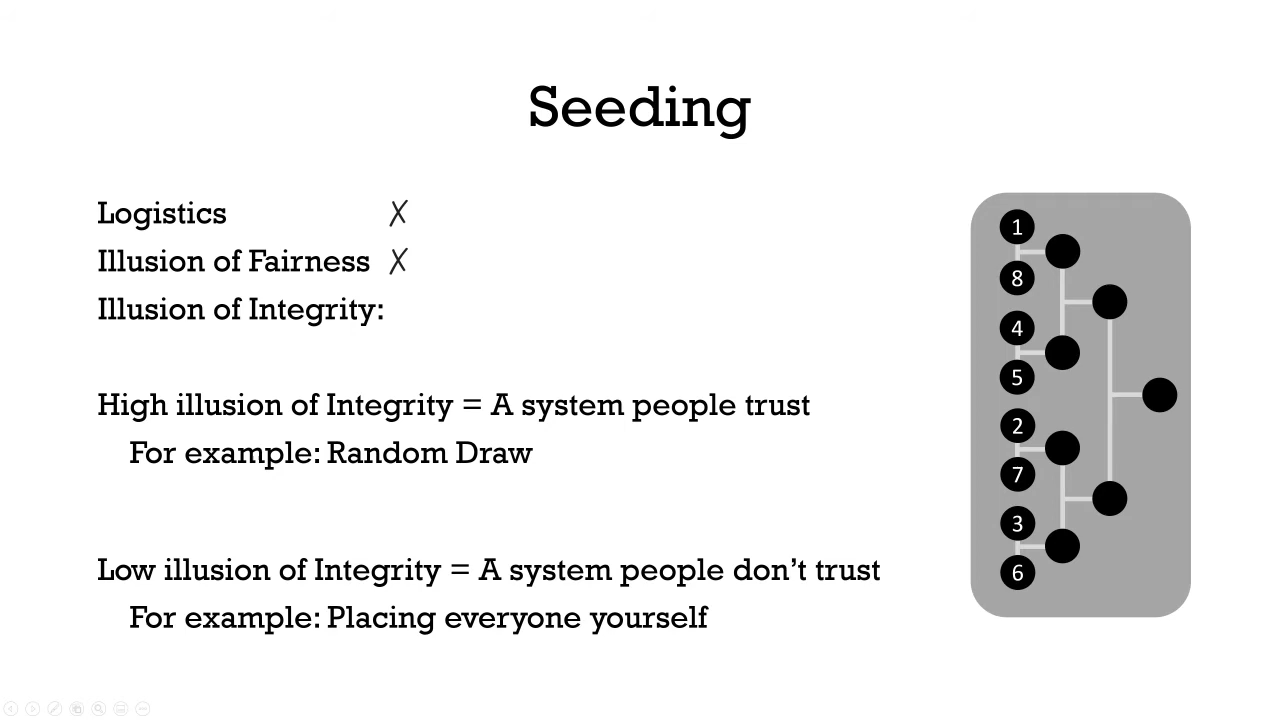 Seeding
Logistics X
Illusion of Fairness X
Illusion of Integrity:
High illusion of Integrity = A system people trust
For example: Random Draw
Low illusion of Integrity = A system people don’t trust
For example: Placing everyone yourself
1
8
4
5
2
7
3
6